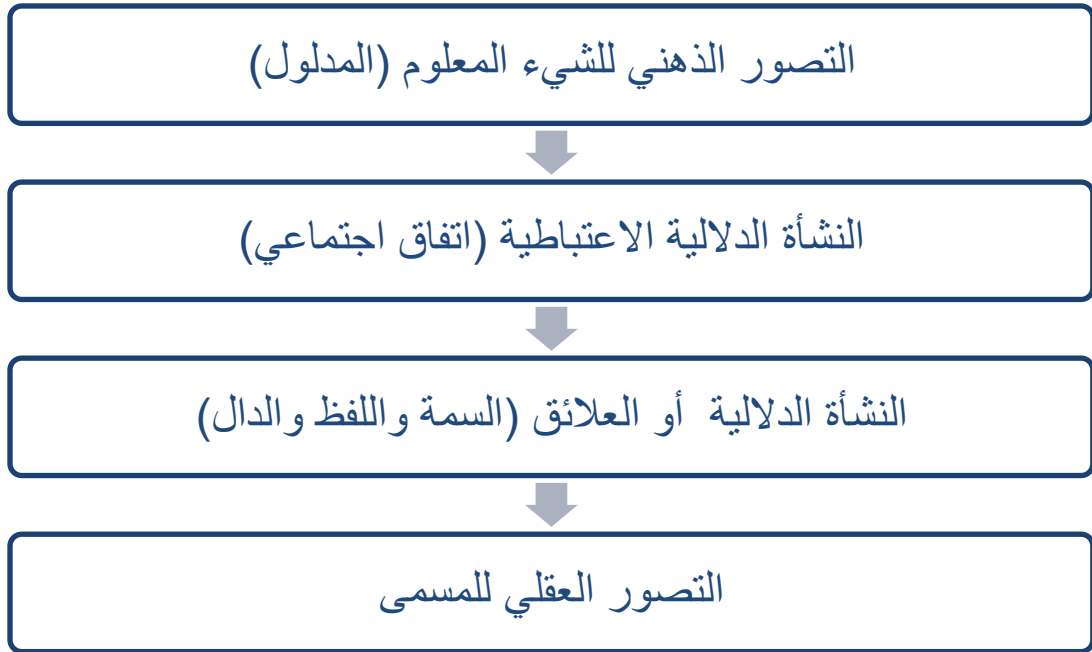 التصور الذهني للشيء المعلوم (المدلول)
النشأة الدلالية الاعتباطية (اتفاق اجتماعي)
النشأة الدلالية أو العلائق (السمة واللفظ والدال)
التصور العقلي للمسمى